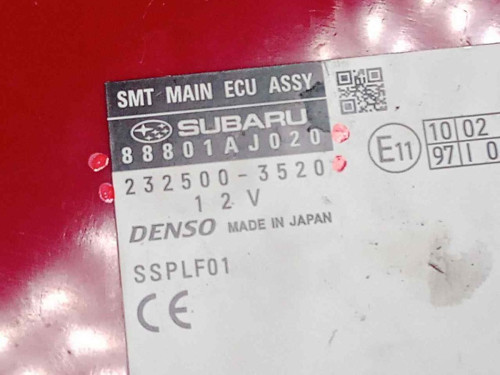 SMT MAIN ECU ASSY
SUBARU
88801AJ020
232500-3520
12V
DENSO MADE IN JAPAN
SSPLF01
CE
E11
10 02
97 I 0